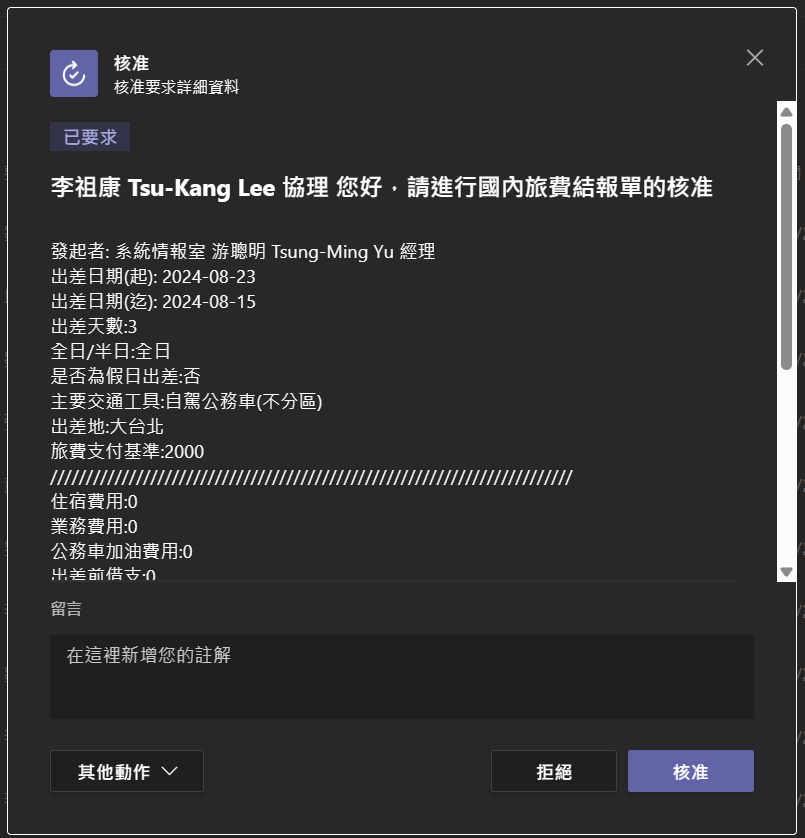 核准
核准要求詳細資料
已要求
李祖康 Tsu-Kang Lee 協理 您好，請進行國內旅費結報單的核准
發起者: 系統情報室 游聰明 Tsung-Ming Yu 經理
出差日期(起): 2024-08-23
出差日期(迄): 2024-08-15
出差天數:3
全日/半日:全日
是否為假日出差:否
主要交通工具:自駕公務車(不分區)
出差地:大台北
旅費支付基準:2000
///////////////////////////////////////////////////////////////////////////
住宿費用:0
業務費用:0
公務車加油費用:0
出差前借支:0
留言
在這裡新增您的註解
其他動作
拒絕
核准